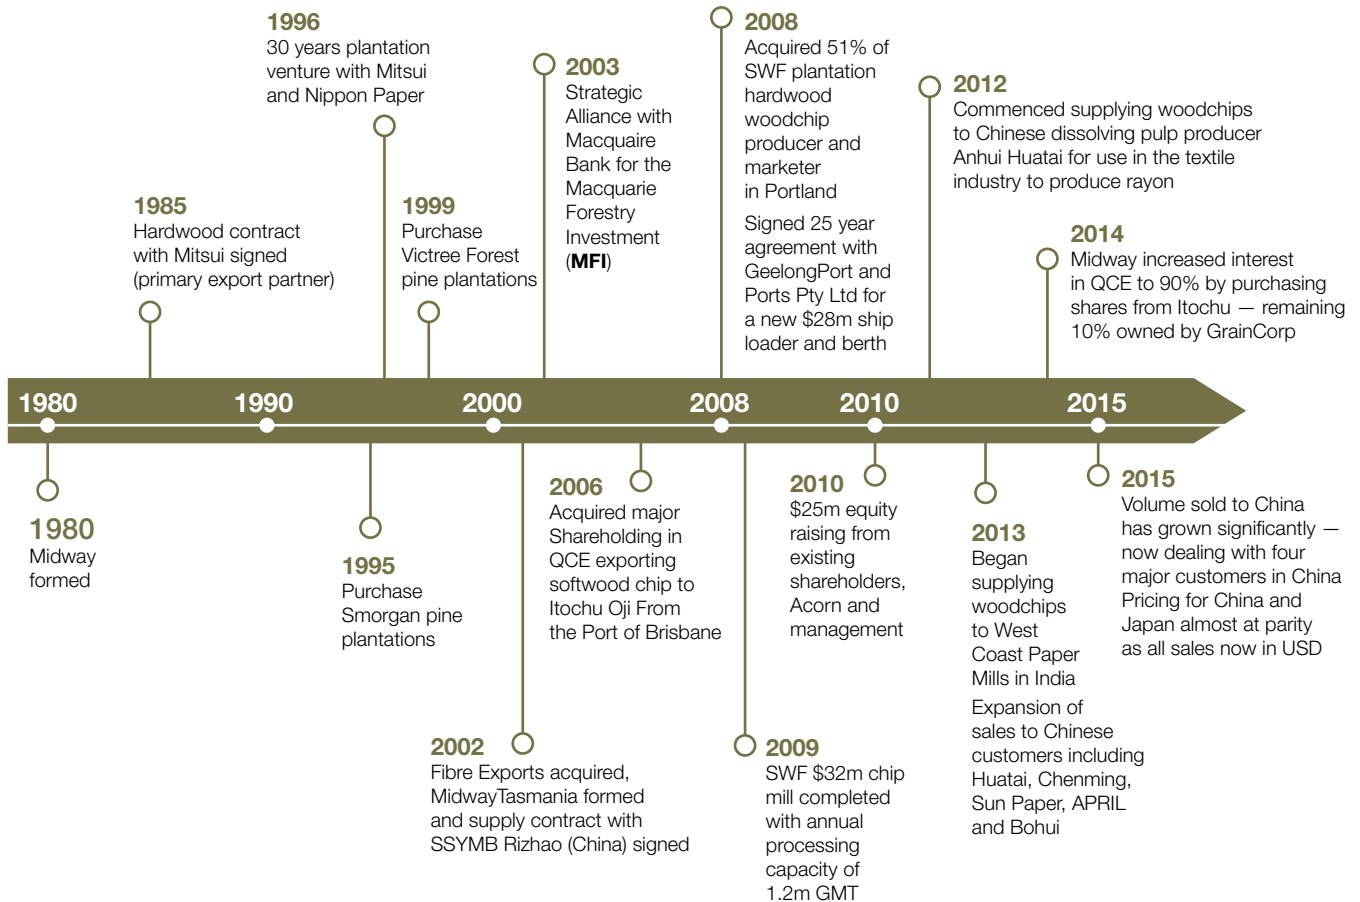 1996
30 years plantation
venture with Mitsui
and Nippon Paper
2003
Strategic
Alliance with
Macquaire
Bank for the
Macquarie
Forestry
Investment
(MFI)
2008
Acquired 51% of
SWF plantation
hardwood
woodchip
producer and
marketer
in Portland
Signed 25 year
agreement with
GeelongPort and
Ports Pty Ltd for
a new $28m ship
loader and berth
2012
Commenced supplying woodchips
to Chinese dissolving pulp producer
Anhui Huatai for use in the textile
industry to produce rayon
1985
Hardwood contract
with Mitsui signed
(primary export partner)
1999
Purchase
Victree Forest
pine plantations
2014
Midway increased interest
in QCE to 90% by purchasing
shares from Itochu — remaining
10% owned by GrainCorp
1980 1990 2000 2008 2010 2015
1980
Midway
formed
1995
Purchase
Smorgan pine
plantations
2006
Acquired major
Shareholding in
QCE exporting
softwood chip to
Itochu Oji From
the Port of Brisbane
2010
$25m equity
raising from
existing
shareholders,
Acorn and
management
2013
Began
supplying
woodchips
to West
Coast Paper
Mills in India
Expansion of
sales to Chinese
customers including
Huatai, Chenming,
Sun Paper, APRIL
and Bohui
2015
Volume sold to China
has grown significantly —
now dealing with four
major customers in China
Pricing for China and
Japan almost at parity
as all sales now in USD
2002
Fibre Exports acquired,
MidwayTasmania formed
and supply contract with
SSYMB Rizhao (China) signed
2009
SWF $32m chip
mill completed
with annual
processing
capacity of
1.2m GMT